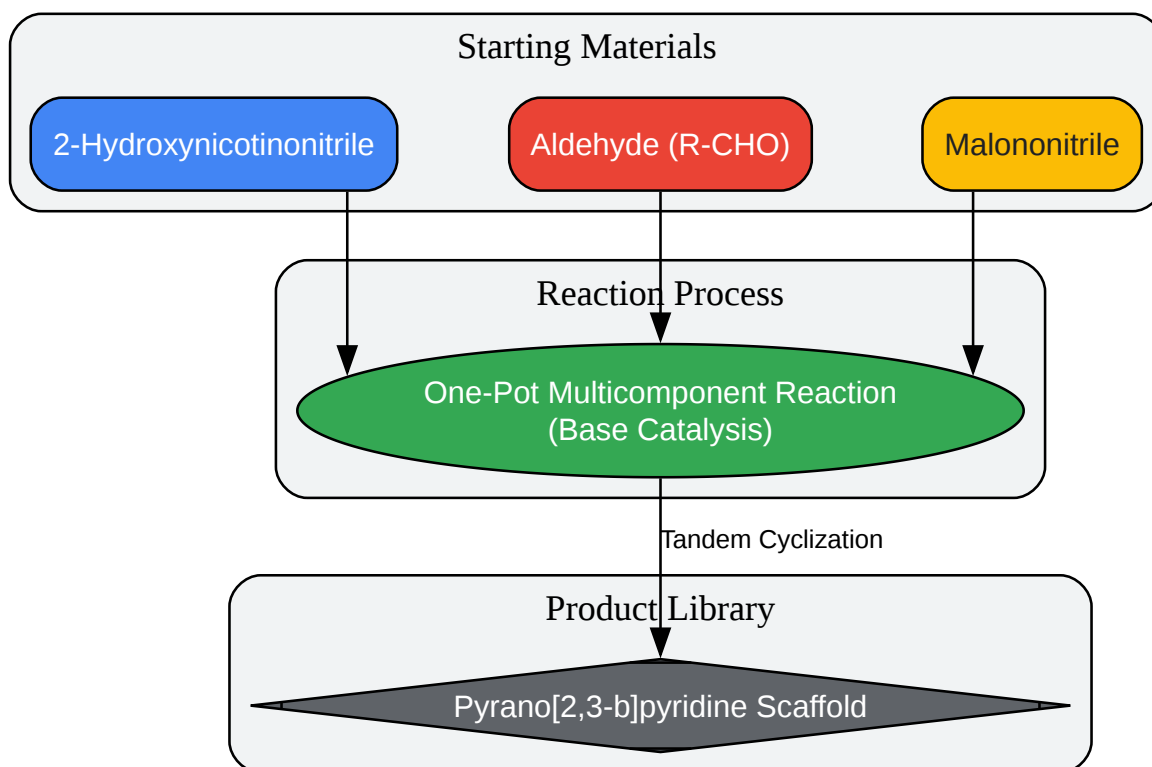 Starting Materials
2-Hydroxynicotinonitrile
Aldehyde (R-CHO)
Malononitrile
Reaction Process
One-Pot Multicomponent Reaction
(Base Catalysis)
Tandem Cyclization
Product Library
Pyrano[2,3-b]pyridine Scaffold